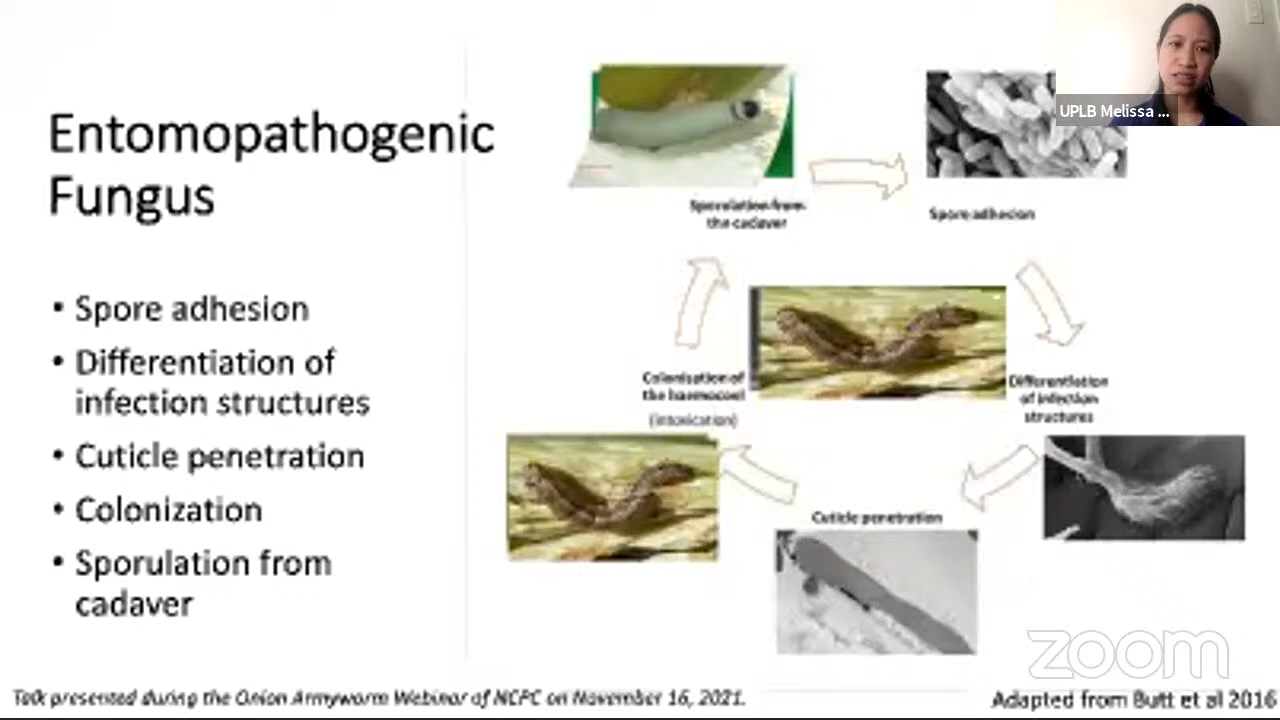 UPLB Melissa ...
Entomopathogenic
Fungus
• Spore adhesion
• Differentiation of
infection structures
• Cuticle penetration
• Colonization
• Sporulation from
cadaver
Sporulation from
the cadaver
Spore adhesion
Differentiation
of infection
structures
Cuticle penetration
Colonisation of
the haemocoel
(intoxication)
zoom
Talk presented during the Onion Armyworm Webinar of NCPC on November 16, 2021.
Adapted from Butt et al 2016